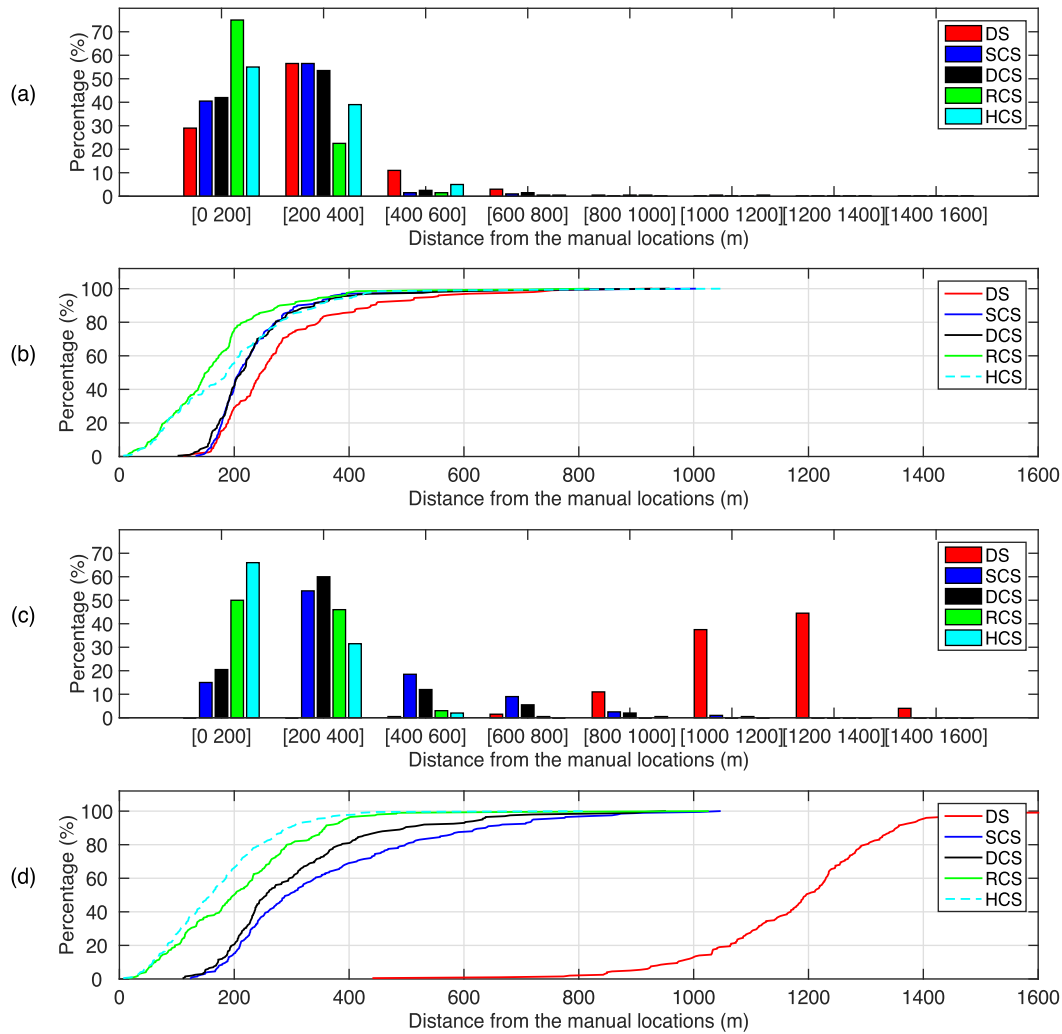 (a)
Percentage (%)
70
60
50
40
30
20
10
0
[0 200]
[200 400]
[400 600]
[600 800]
[800 1000]
[1000 1200]
[1200 1400]
[1400 1600]
Distance from the manual locations (m)
DS
SCS
DCS
RCS
HCS
(b)
Percentage (%)
100
80
60
40
20
0
0 200 400 600 800 1000 1200 1400 1600
Distance from the manual locations (m)
DS
SCS
DCS
RCS
HCS
(c)
Percentage (%)
70
60
50
40
30
20
10
0
[0 200]
[200 400]
[400 600]
[600 800]
[800 1000]
[1000 1200]
[1200 1400]
[1400 1600]
Distance from the manual locations (m)
DS
SCS
DCS
RCS
HCS
(d)
Percentage (%)
100
80
60
40
20
0
0 200 400 600 800 1000 1200 1400 1600
Distance from the manual locations (m)
DS
SCS
DCS
RCS
HCS